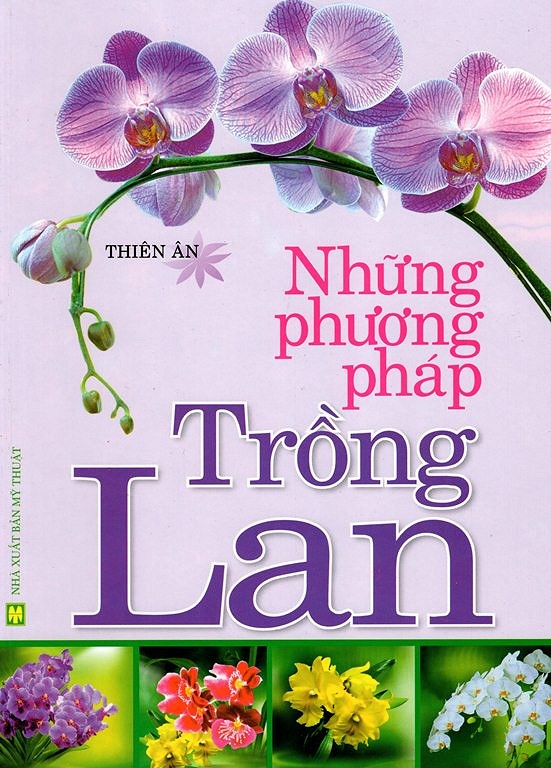 THIÊN ÂN
Những
phương
pháp
Trồng
Lan
NHÀ XUẤT BẢN MỸ THUẬT